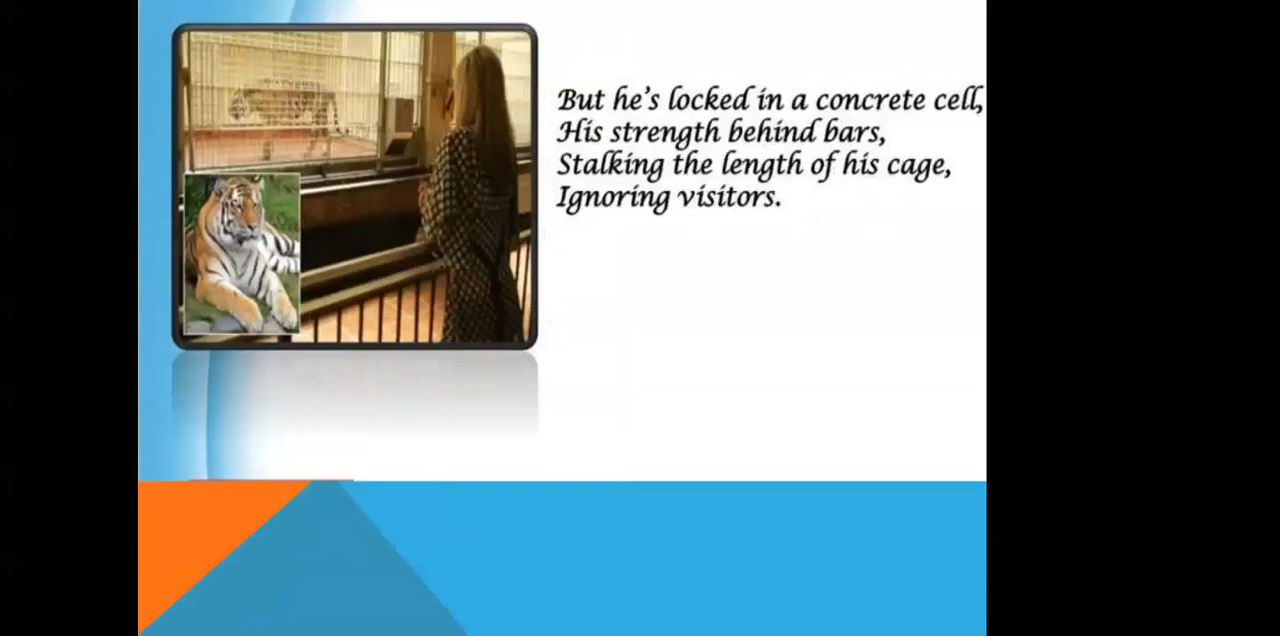 But he's locked in a concrete cell,
His strength behind bars,
Stalking the length of his cage,
Ignoring visitors.